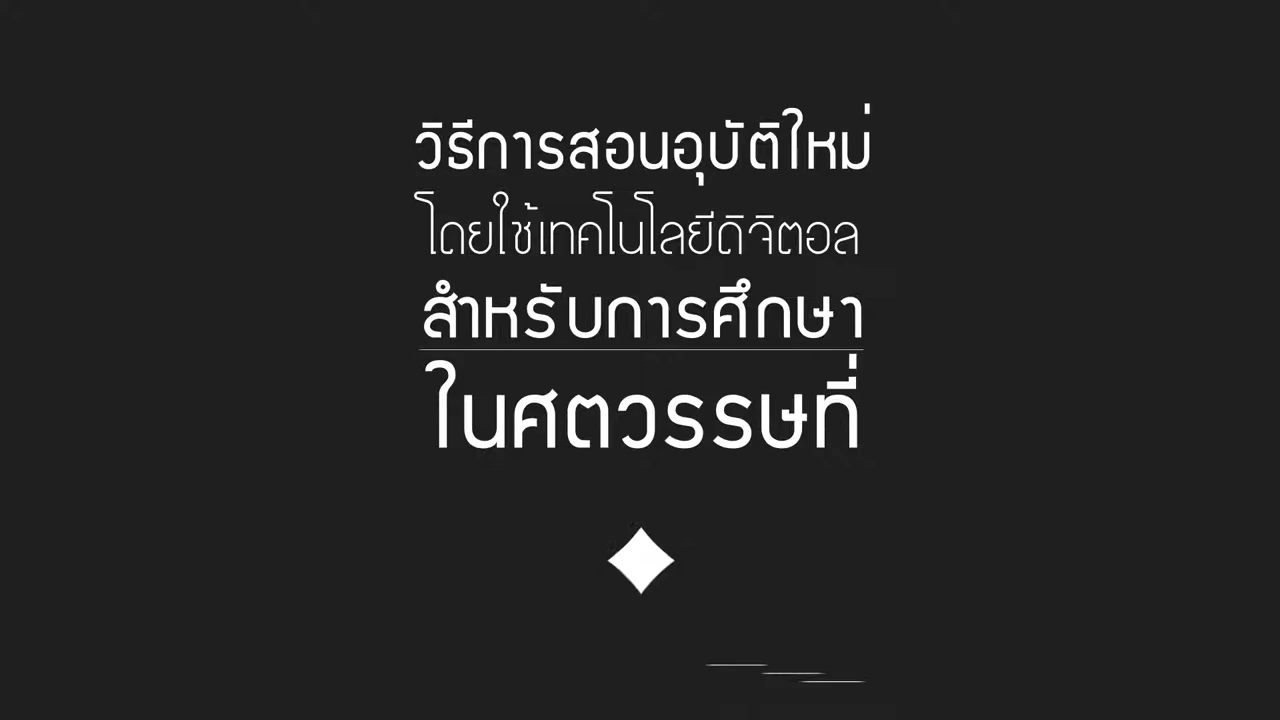 วิธีการสอนอุบัติใหม่
โดยใช้เทคโนโลยีดิจิตอล
สำหรับการศึกษา
ในศตวรรษที่